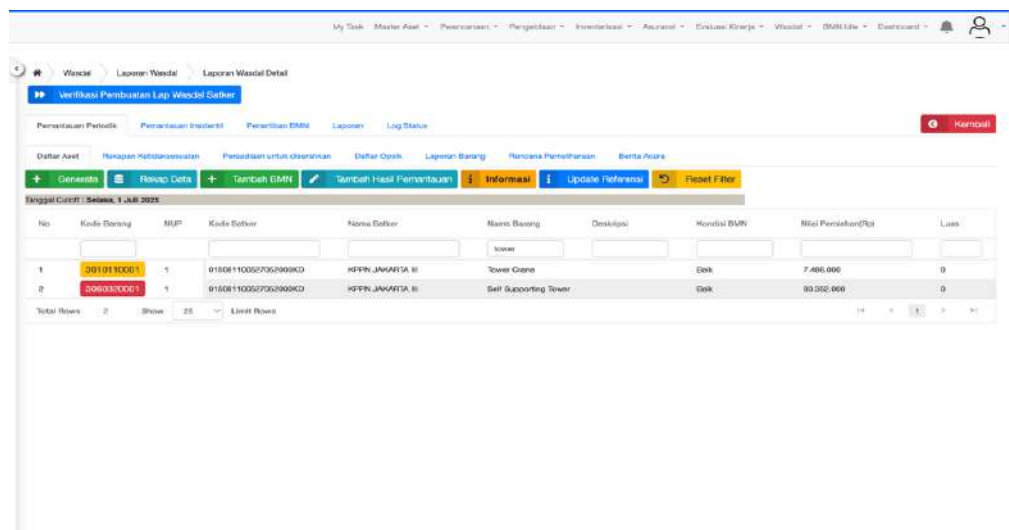 My Task Master Aset Perencanaan Pengelolaan Inventarisasi Asuransi Evaluasi Kinerja Wasdal BMN Idle Dashboard
Wasdal Laporan Wasdal Laporan Wasdal Detail
Verifikasi Pembuatan Lap Wasdal Satker
Pemantauan Periodik Pemantauan Insidentil Penertiban BMN Laporan Log Status Kembali
Daftar Aset Rekapan Ketidaksesuaian Persediaan untuk diserahkan Daftar Objek Laporan Barang Rencana Pemeliharaan Berita Acara
+ Generate Rekap Data + Tambah BMN Tambah Hasil Pemantauan i Informasi i Update Referensi Reset Filter
Tanggal Cutoff : Selasa, 1 Juli 2025
No Kode Barang NUP Kode Satker Nama Satker Nama Barang Deskripsi Kondisi BMN Nilai Perolehan(Rp) Luas
tower
1 3010110001 1 KPPN JAKARTA III Tower Crane Baik 7.486.000 0
2 3060320001 1 KPPN JAKARTA III Self Supporting Tower Baik 0
Total Rows 2 Show 25 Limit Rows 1